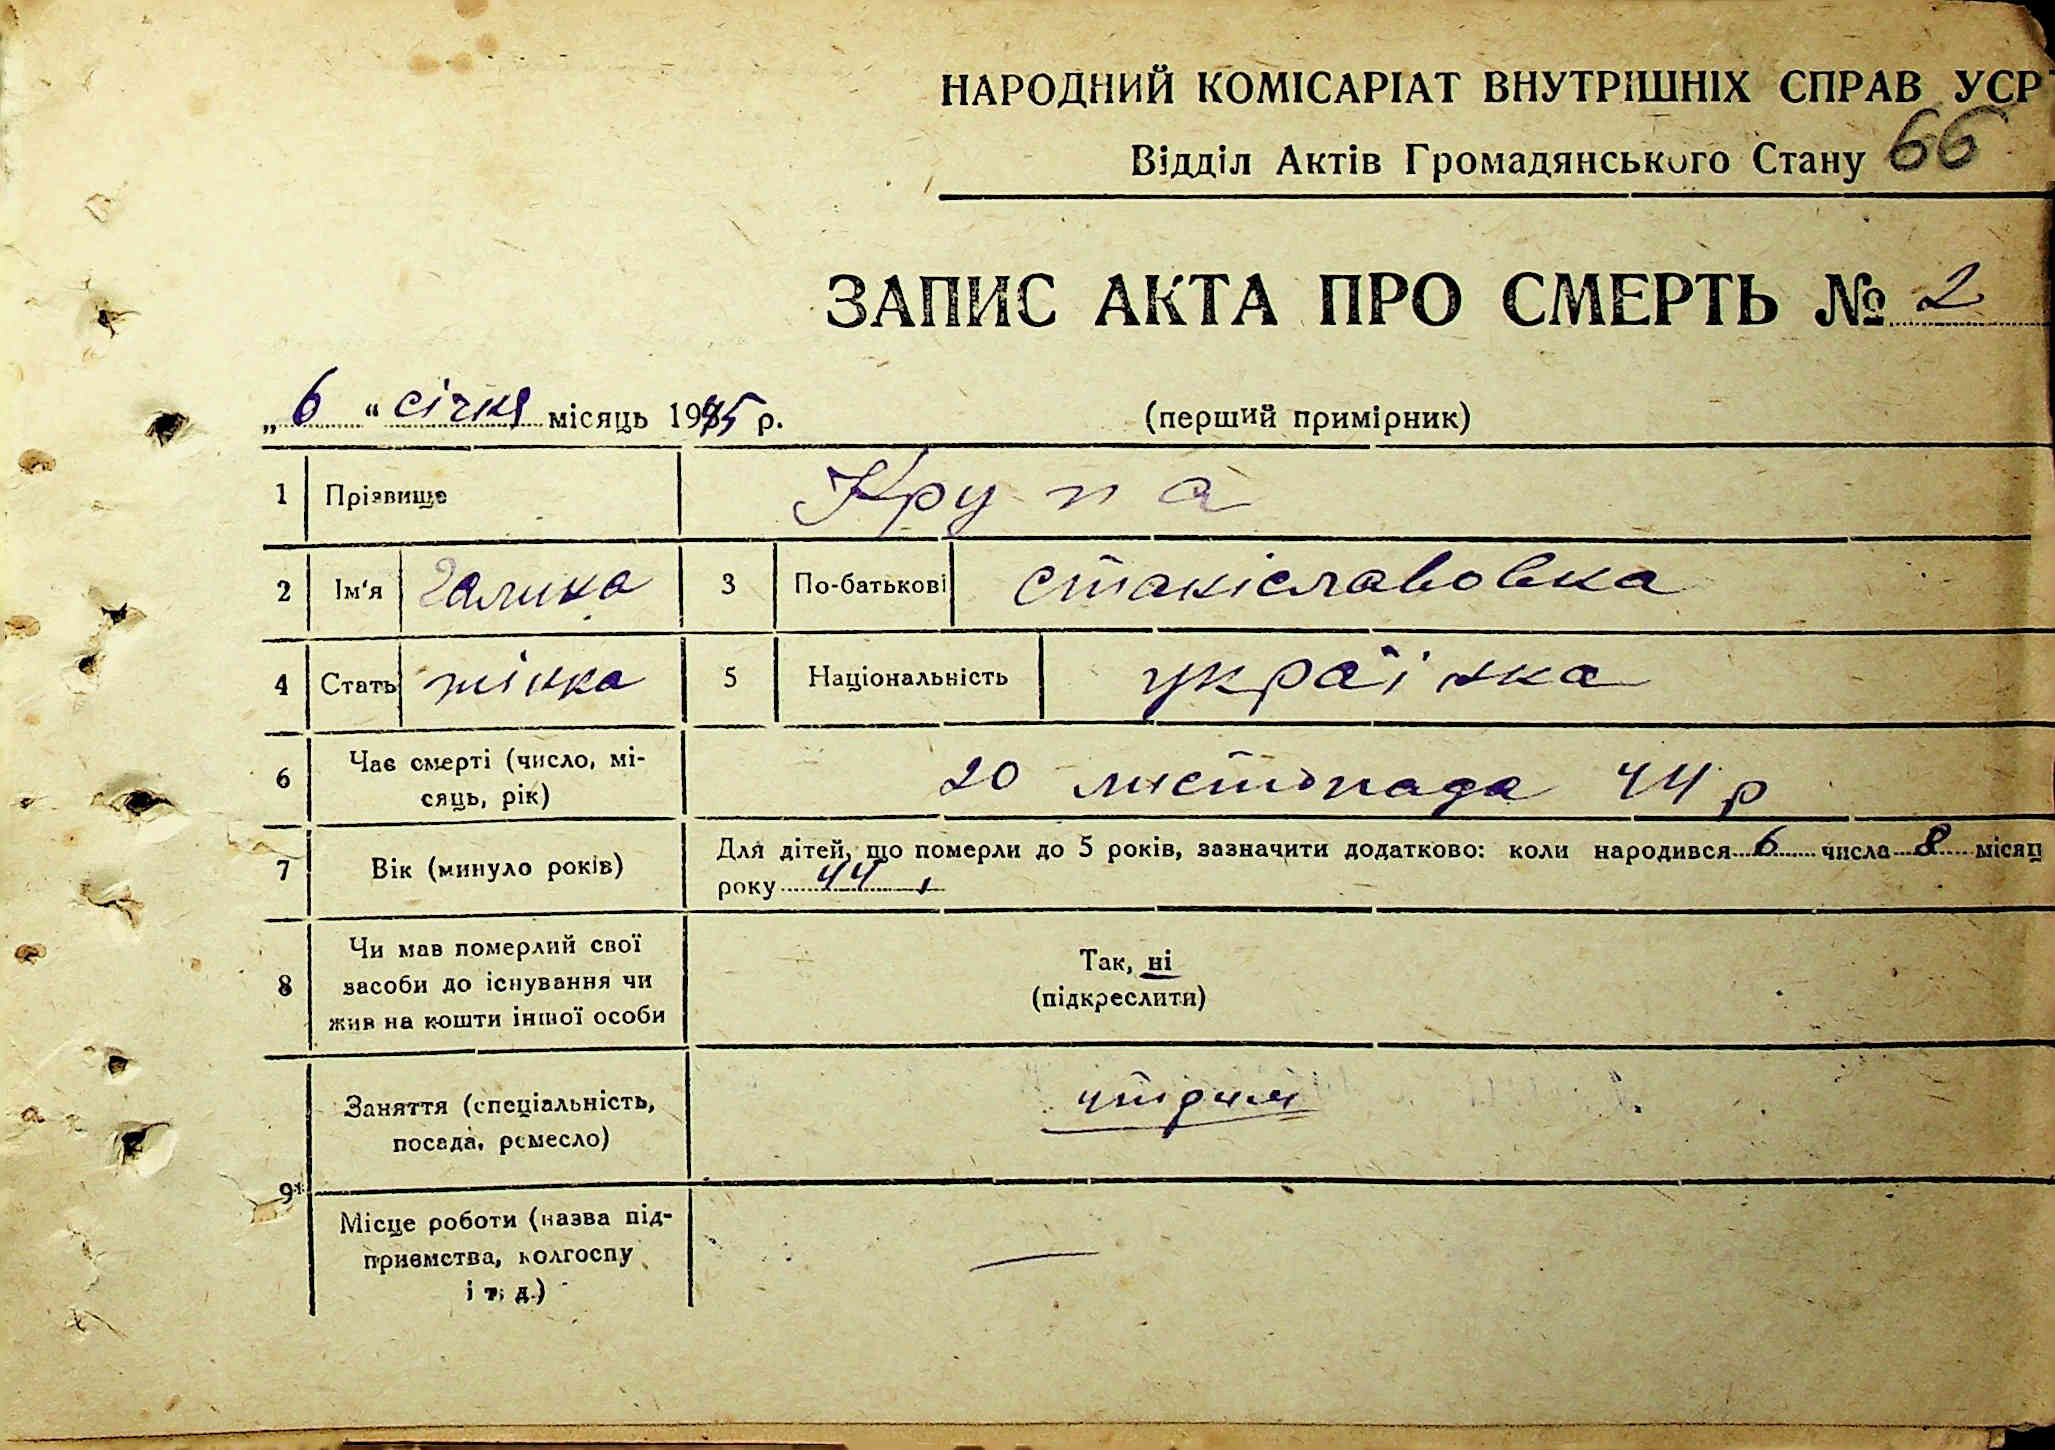 НАРОДНИЙ КОМІСАРІАТ ВНУТРІШНІХ СПРАВ УСР
Відділ Актів Громадянського Стану 66
ЗАПИС АКТА ПРО СМЕРТЬ № 2
„ 6 “ січня місяць 1945 р. (перший примірник)
1 Прізвище Крупа
2 Ім'я Галина 3 По-батькові Станіславовна
4 Стать жінка 5 Національність українка
6 Час смерті (число, мі-
сяць, рік) 20 листопада 44 р
7 Вік (минуло років) Для дітей, що померли до 5 років, зазначити додатково: коли народився 6 числа 8 місяц
року 44
8 Чи мав померлий свої
засоби до існування чи
жив на кошти іншої особи
Так, ні
(підкреслити)
9 Заняття (спеціальність,
посада, ремесло)
Місце роботи (назва під-
приємства, колгоспу
і т. д.) —